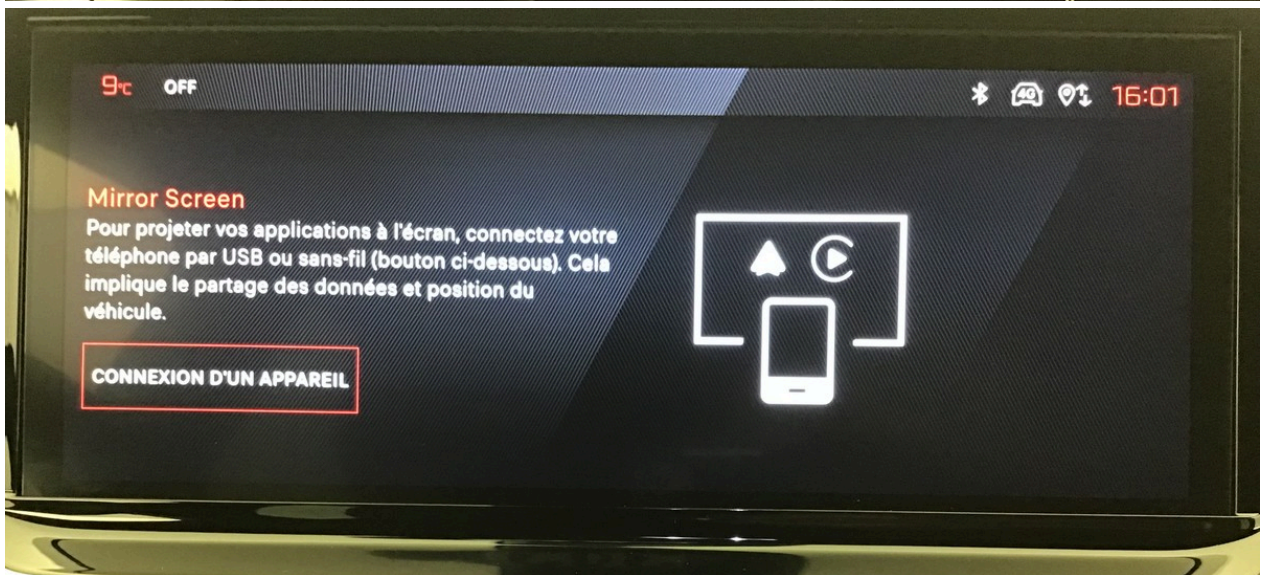 9°C OFF 4G 16:01
Mirror Screen
Pour projeter vos applications à l'écran, connectez votre
téléphone par USB ou sans-fil (bouton ci-dessous). Cela
implique le partage des données et position du
véhicule.
CONNEXION D'UN APPAREIL